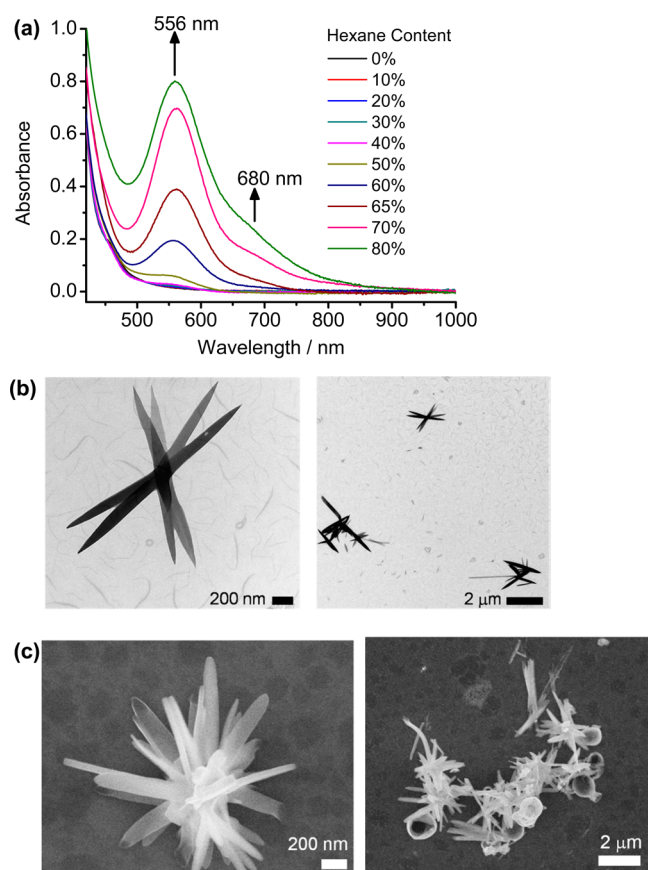 (a)
556 nm
680 nm
Hexane Content
0%
10%
20%
30%
40%
50%
60%
65%
70%
80%
Absorbance
1.0
0.8
0.6
0.4
0.2
0.0
500
600
700
800
900
1000
Wavelength / nm
(b)
200 nm
2 μm
(c)
200 nm
2 μm